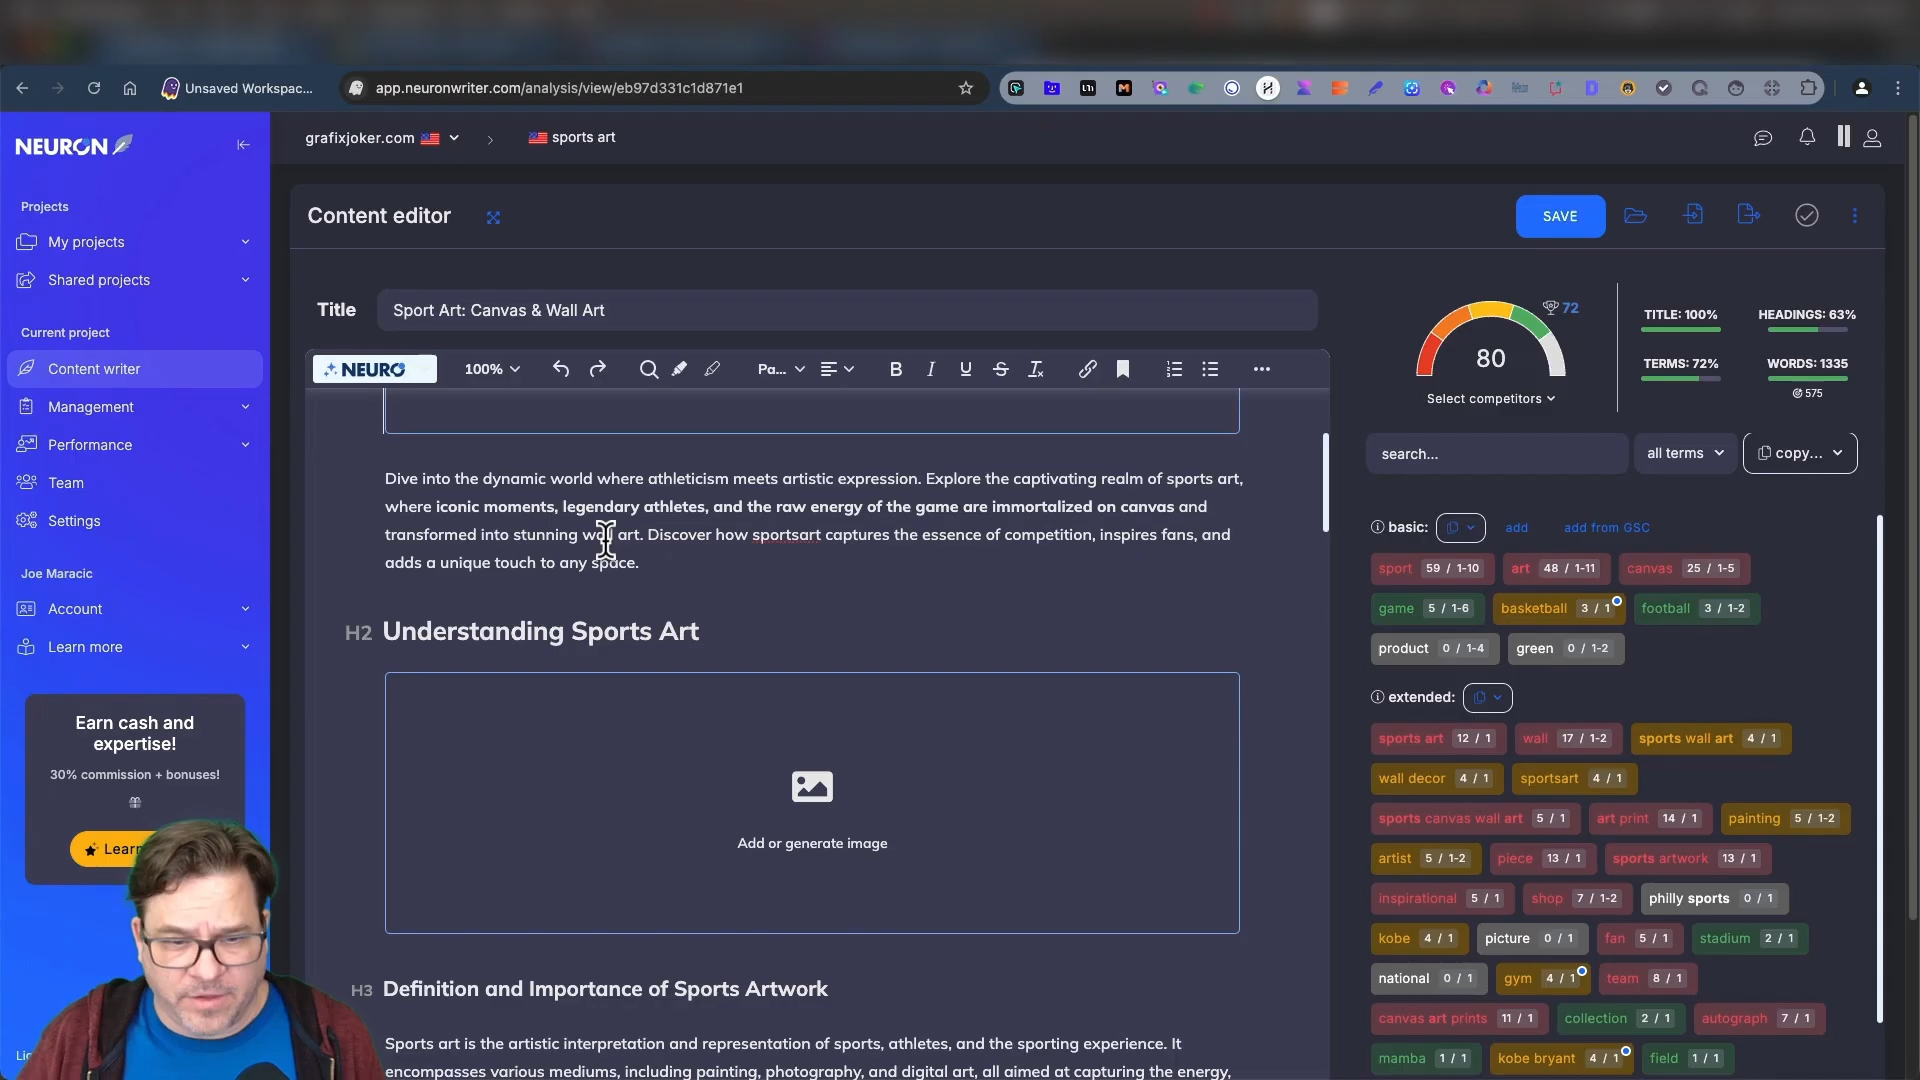 Unsaved Workspac...
app.neuronwriter.com/analysis/view/eb97d331c1d871e1
NEURON
grafixjoker.com
sports art
Projects
My projects
Shared projects
Current project
Content writer
Management
Performance
Team
Settings
Joe Maracic
Account
Learn more
Earn cash and
expertise!
30% commission + bonuses!
Learn
Content editor
SAVE
Title
Sport Art: Canvas & Wall Art
NEURO
100%
Pa...
B I U S
Dive into the dynamic world where athleticism meets artistic expression. Explore the captivating realm of sports art,
where iconic moments, legendary athletes, and the raw energy of the game are immortalized on canvas and
transformed into stunning wall art. Discover how sportsart captures the essence of competition, inspires fans, and
adds a unique touch to any space.
H2 Understanding Sports Art
Add or generate image
H3 Definition and Importance of Sports Artwork
Sports art is the artistic interpretation and representation of sports, athletes, and the sporting experience. It
encompasses various mediums, including painting, photography, and digital art, all aimed at capturing the energy,
72
80
Select competitors
TITLE: 100%
HEADINGS: 63%
TERMS: 72%
WORDS: 1335
575
search...
all terms
copy...
basic:
add
add from GSC
sport 59 / 1-10
art 48 / 1-11
canvas 25 / 1-5
game 5 / 1-6
basketball 3 / 1
football 3 / 1-2
product 0 / 1-4
green 0 / 1-2
extended:
sports art 12 / 1
wall 17 / 1-2
sports wall art 4 / 1
wall decor 4 / 1
sportsart 4 / 1
sports canvas wall art 5 / 1
art print 14 / 1
painting 5 / 1-2
artist 5 / 1-2
piece 13 / 1
sports artwork 13 / 1
inspirational 5 / 1
shop 7 / 1-2
philly sports 0 / 1
kobe 4 / 1
picture 0 / 1
fan 5 / 1
stadium 2 / 1
national 0 / 1
gym 4 / 1
team 8 / 1
canvas art prints 11 / 1
collection 2 / 1
autograph 7 / 1
mamba 1 / 1
kobe bryant 4 / 1
field 1 / 1